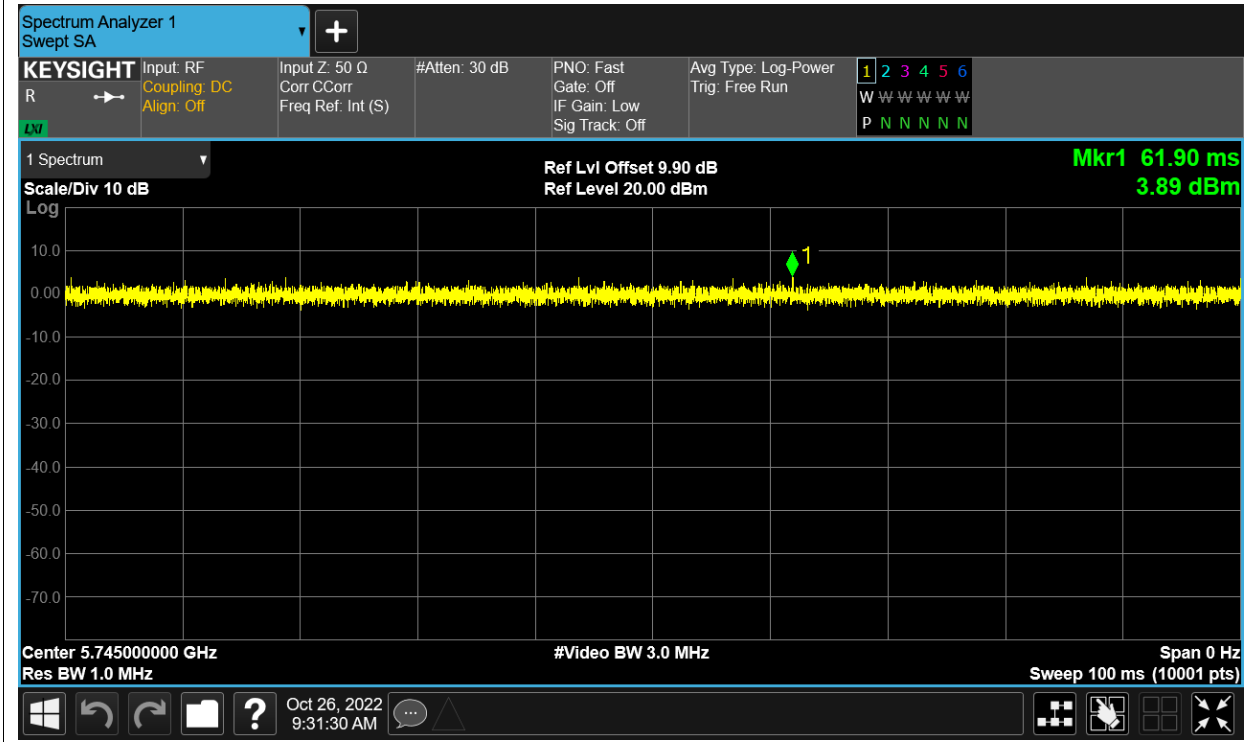 Spectrum Analyzer 1
Swept SA
KEYSIGHT
R
LXI
Input: RF
Coupling: DC
Align: Off
Input Z: 50 Ω
Corr CCorr
Freq Ref: Int (S)
#Atten: 30 dB
PNO: Fast
Gate: Off
IF Gain: Low
Sig Track: Off
Avg Type: Log-Power
Trig: Free Run
1 2 3 4 5 6
W W W W W W
P N N N N N
1 Spectrum
Scale/Div 10 dB
Log
Ref Lvl Offset 9.90 dB
Ref Level 20.00 dBm
Mkr1 61.90 ms
3.89 dBm
10.0
1
0.00
-10.0
-20.0
-30.0
-40.0
-50.0
-60.0
-70.0
Center 5.745000000 GHz
#Video BW 3.0 MHz
Span 0 Hz
Res BW 1.0 MHz
Sweep 100 ms (10001 pts)
?
Oct 26, 2022
9:31:30 AM